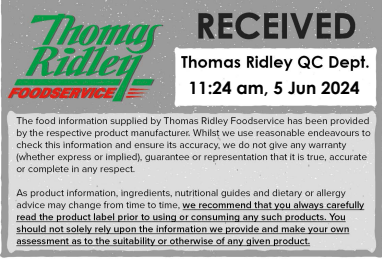 Thomas
Ridley
FOODSERVICE
RECEIVED
Thomas Ridley QC Dept.
11:24 am, 5 Jun 2024
The food information supplied by Thomas Ridley Foodservice has been provided
by the respective product manufacturer. Whilst we use reasonable endeavours to
check this information and ensure its accuracy, we do not give any warranty
(whether express or implied), guarantee or representation that it is true, accurate
or complete in any respect.
As product information, ingredients, nutritional guides and dietary or allergy
advice may change from time to time, we recommend that you always carefully
read the product label prior to using or consuming any such products. You
should not solely rely upon the information we provide and make your own
assessment as to the suitability or otherwise of any given product.